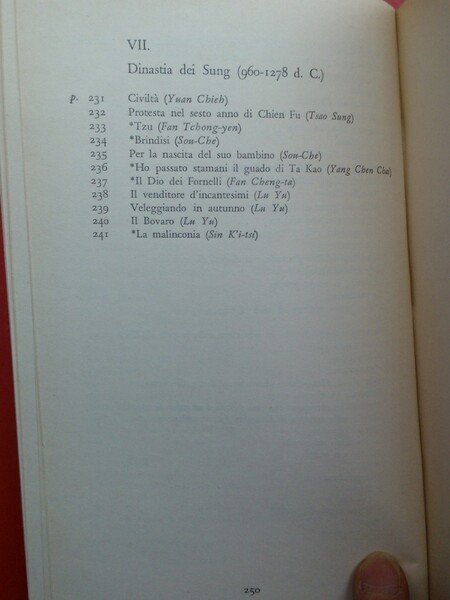 VII.
Dinastia dei Sung (960-1278 d. C.)
p. 231 Civiltà (Yuan Chieh)
232 Protesta nel sesto anno di Chien Fu (Tsao Sung)
233 *Tzu (Fan Tchong-yen)
234 *Brindisi (Sou-Che)
235 Per la nascita del suo bambino (Sou-Che)
236 *Ho passato stamani il guado di Ta Kao (Yang Chen Cha)
237 *Il Dio dei Fornelli (Fan Cheng-ta)
238 Il venditore d'incantesimi (Lu Yu)
239 Veleggiando in autunno (Lu Yu)
240 Il Bovaro (Lu Yu)
241 *La malinconia (Sin K'i-tsi)
250